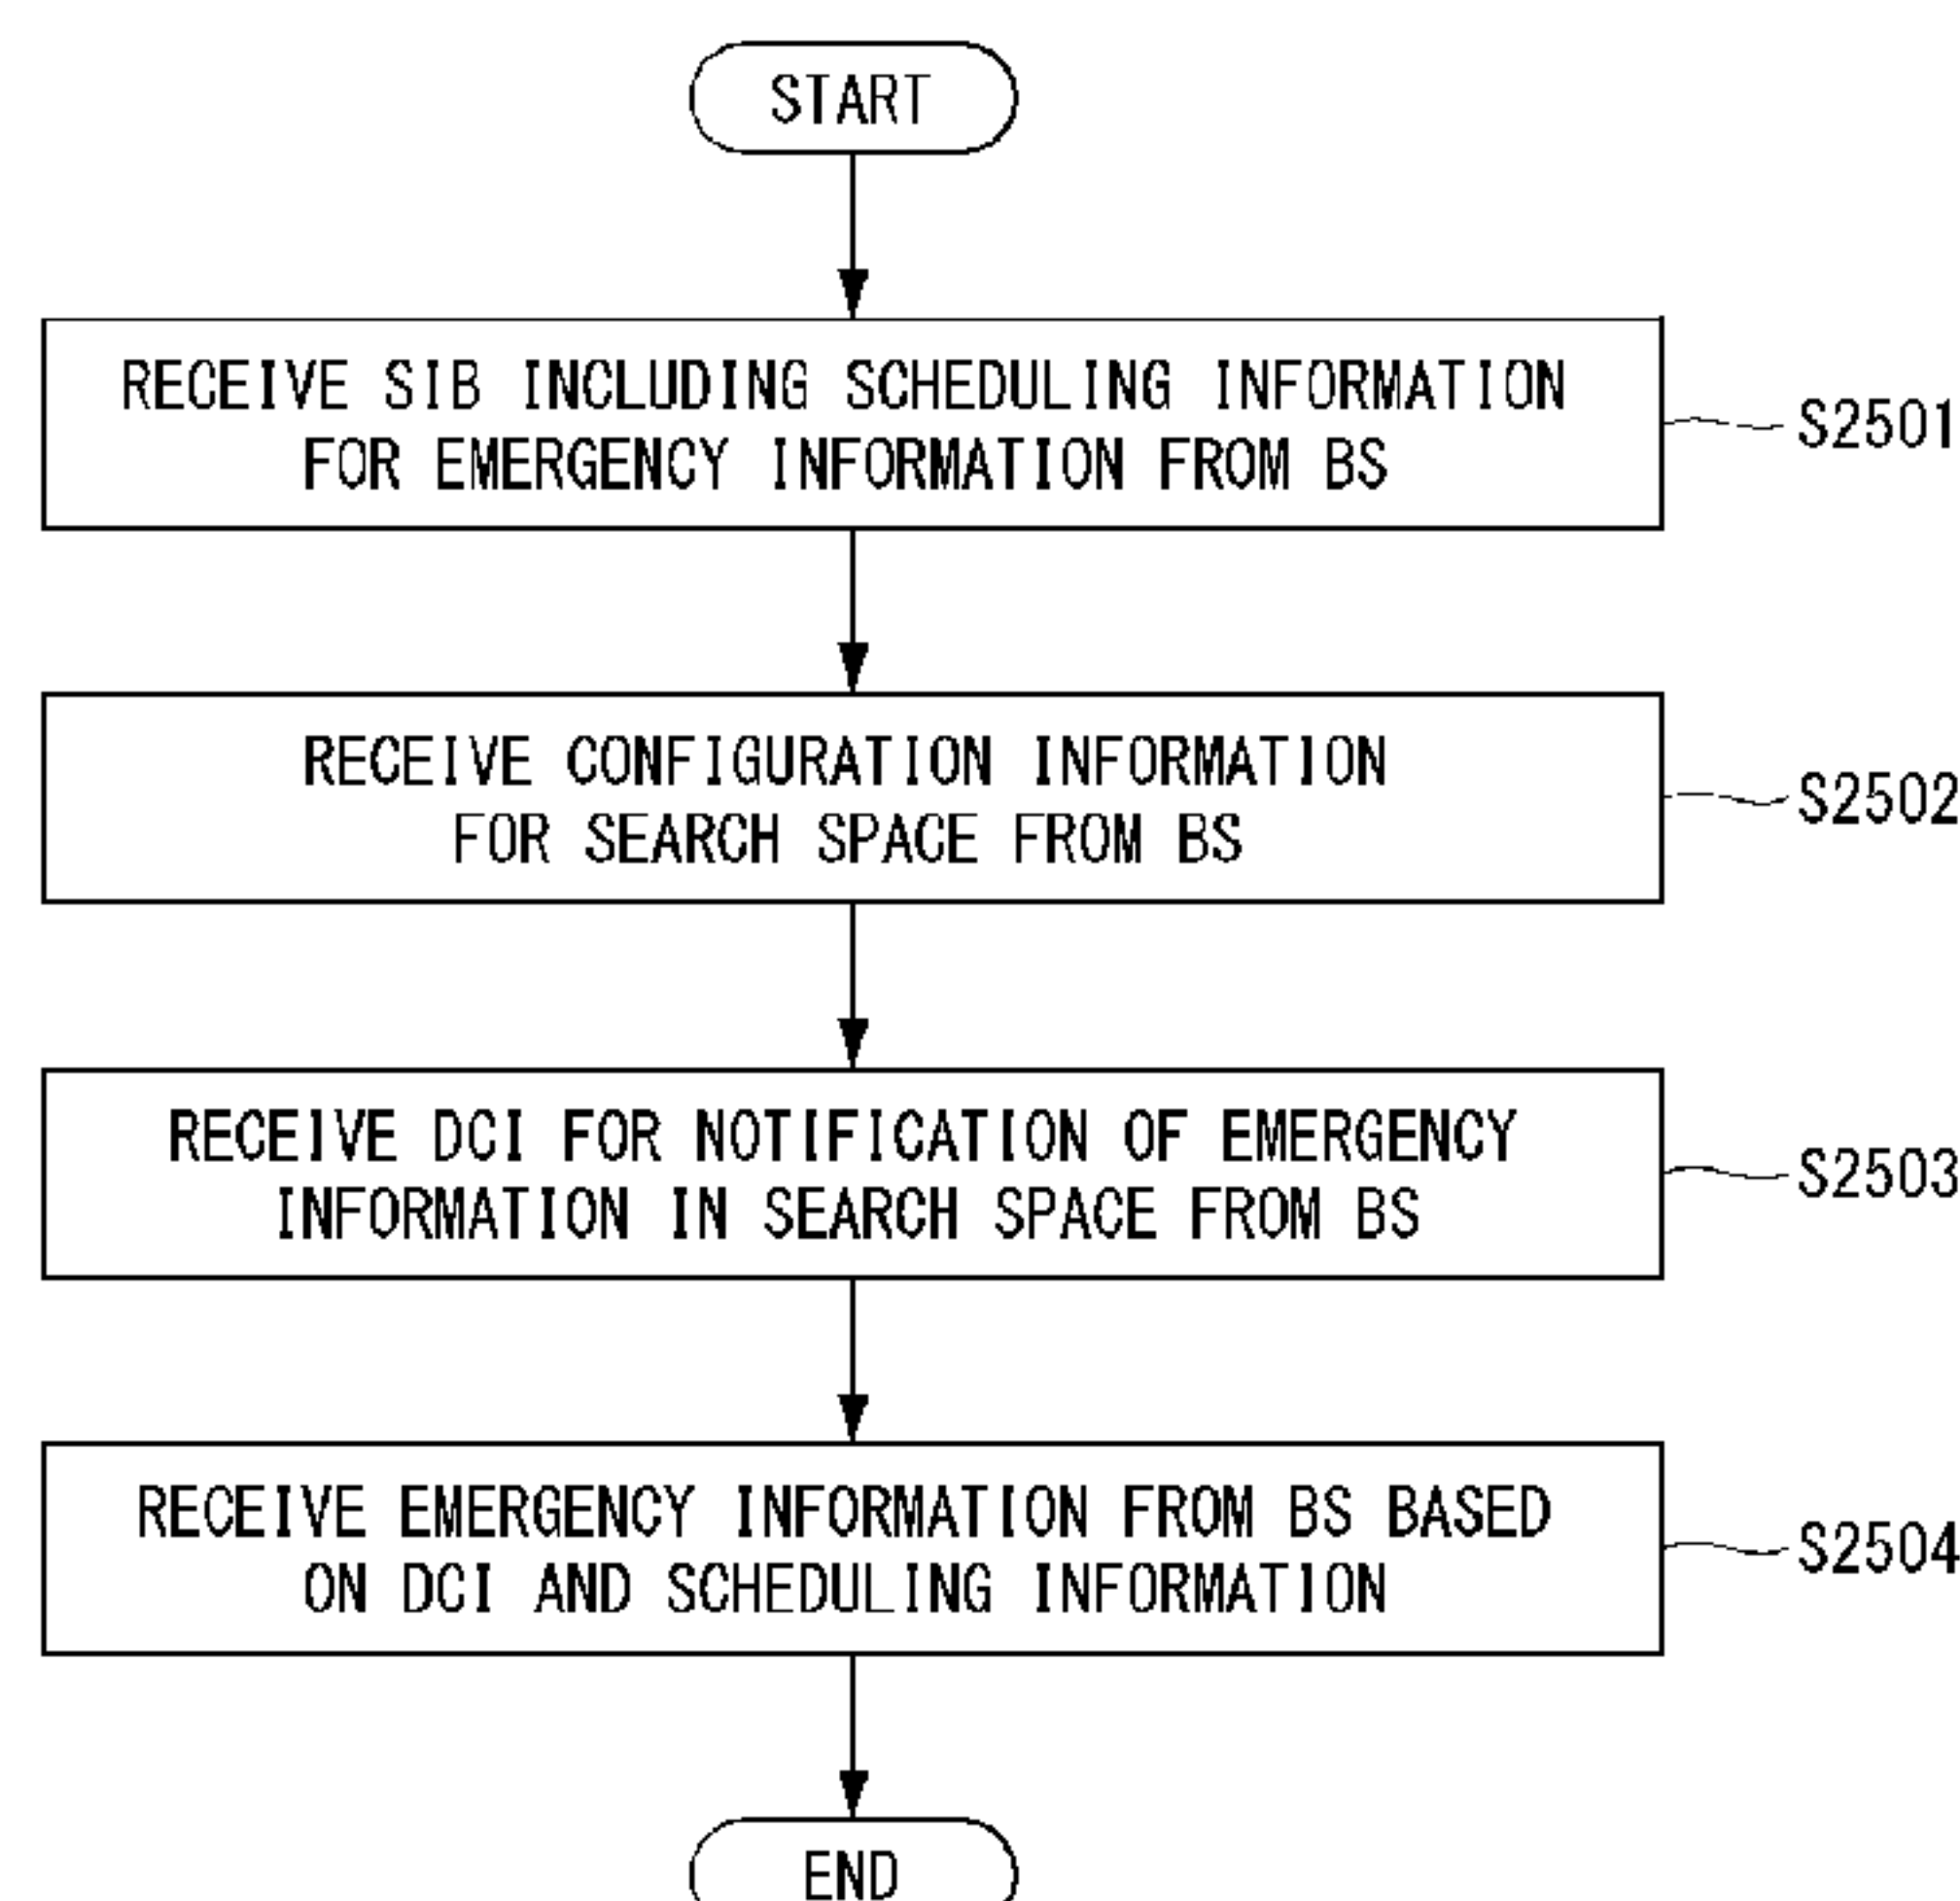 START
RECEIVE SIB INCLUDING SCHEDULING INFORMATION
FOR EMERGENCY INFORMATION FROM BS
S2501
RECEIVE CONFIGURATION INFORMATION
FOR SEARCH SPACE FROM BS
S2502
RECEIVE DCI FOR NOTIFICATION OF EMERGENCY
INFORMATION IN SEARCH SPACE FROM BS
S2503
RECEIVE EMERGENCY INFORMATION FROM BS BASED
ON DCI AND SCHEDULING INFORMATION
S2504
END